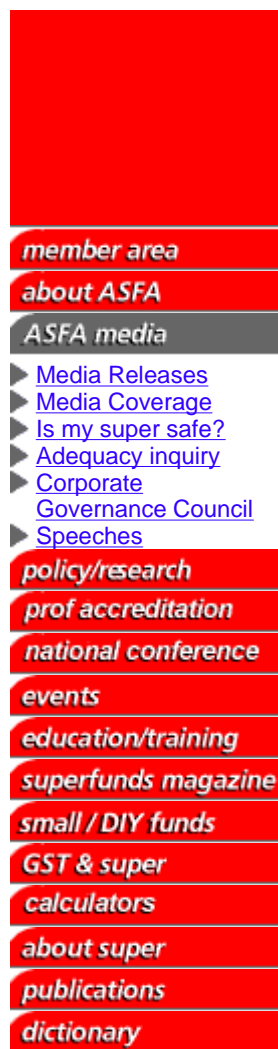 member area
about ASFA
ASFA media
Media Releases
Media Coverage
Is my super safe?
Adequacy inquiry
Corporate
Governance Council
Speeches
policy/research
prof accreditation
national conference
events
education/training
superfunds magazine
small / DIY funds
GST & super
calculators
about super
publications
dictionary